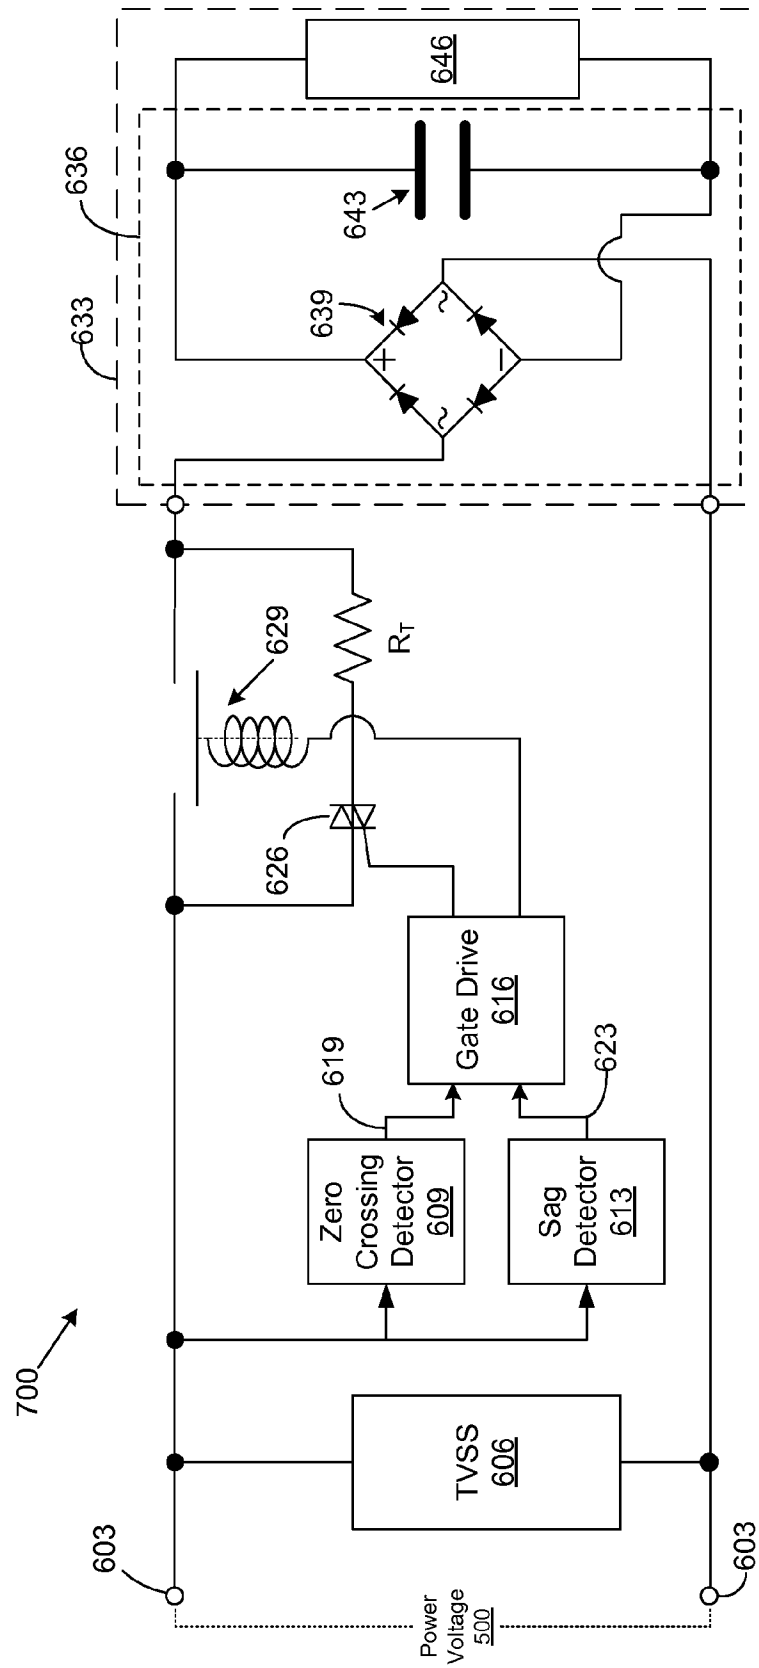 700
603
Power
Voltage
500
603
TVSS
606
Zero
Crossing
Detector
609
619
Sag
Detector
613
623
Gate Drive
616
626
629
RT
633
636
639
+
~
~
−
643
646